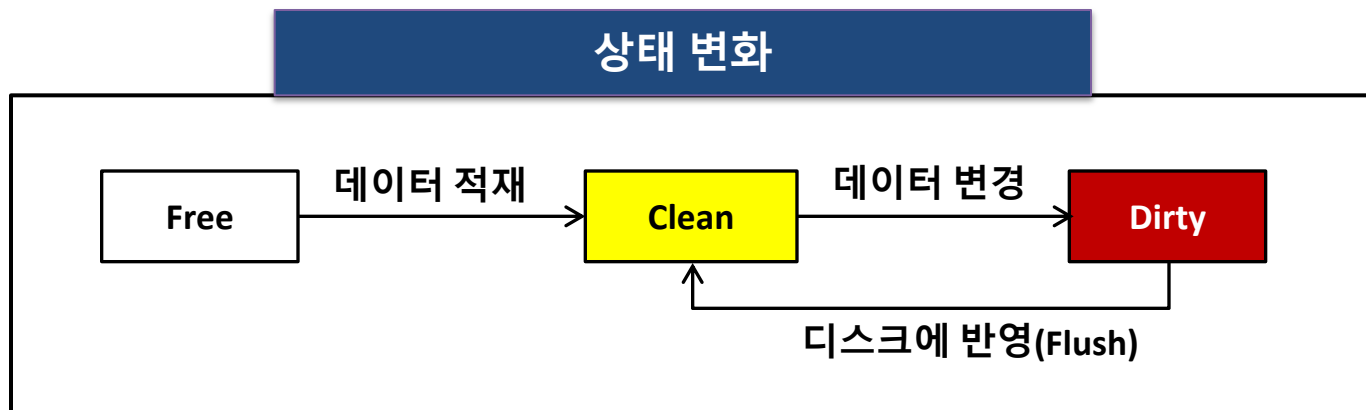 상태 변화
데이터 적재
데이터 변경
Free
Clean
Dirty
디스크에 반영(Flush)